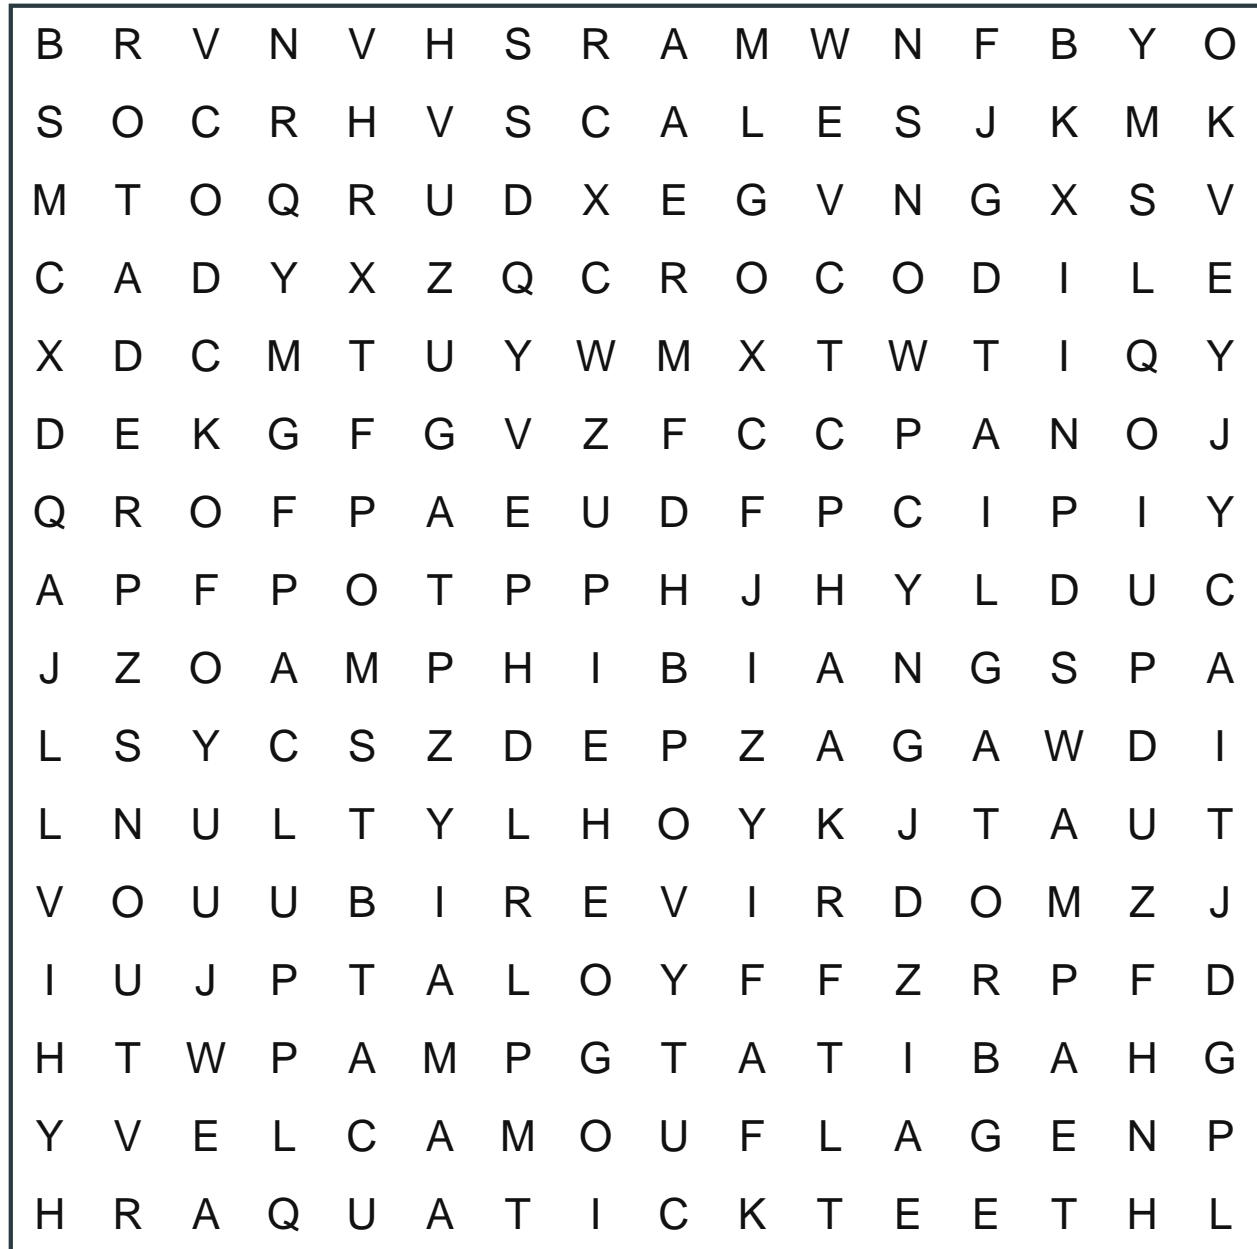 B R V N V H S R A M W N F B Y O
S O C R H V S C A L E S J K M K
M T O Q R U D X E G V N G X S V
C A D Y X Z Q C R O C O D I L E
X D C M T U Y W M X T W T I Q Y
D E K G F G V Z F C C P A N O J
Q R O F P A E U D F P C I P I Y
A P F P O T P P H J H Y L D U C
J Z O A M P H I B I A N G S P A
L S Y C S Z D E P Z A G A W D I
L N U L T Y L H O Y K J T A U T
V O U U B I R E V I R D O M Z J
I U J P T A L O Y F F Z R P F D
H T W P A M P G T A T I B A H G
Y V E L C A M O U F L A G E N P
H R A Q U A T I C K T E E T H L